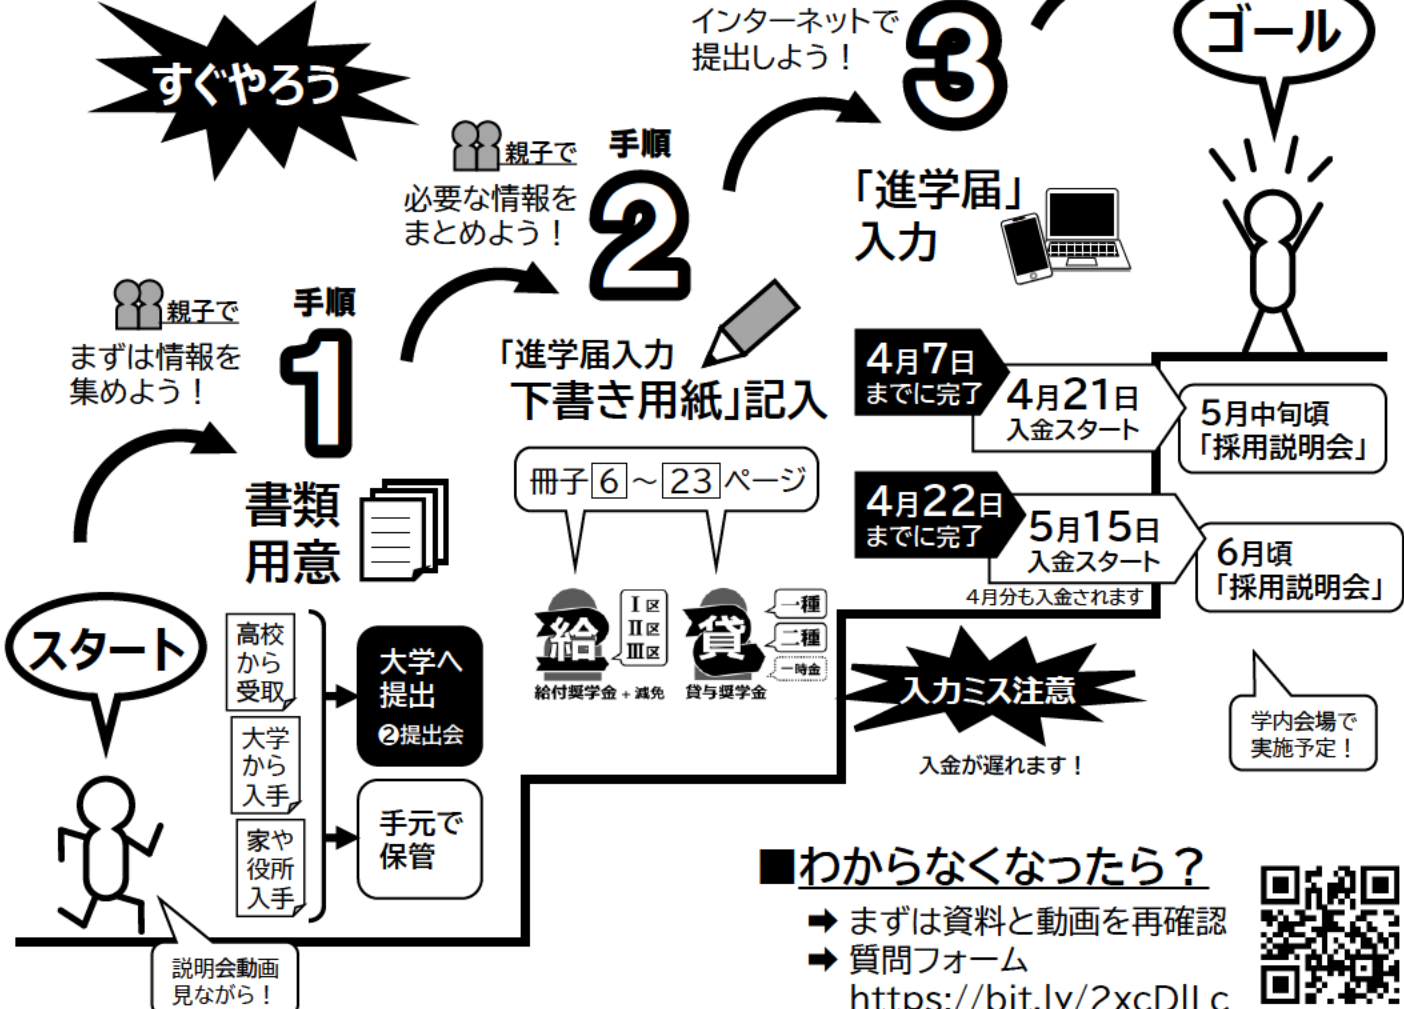 すぐやろう
スタート
説明会動画
見ながら！
親子で
まずは情報を
集めよう！
手順
1
書類
用意
高校
から
受取
大学
から
入手
家や
役所
入手
大学へ
提出
❷提出会
手元で
保管
親子で
必要な情報を
まとめよう！
手順
2
「進学届入力
下書き用紙」記入
冊子6～23ページ
給
Ⅰ区
Ⅱ区
Ⅲ区
給付奨学金＋減免
貸
一種
二種
一時金
貸与奨学金
インターネットで
提出しよう！
3
「進学届」
入力
4月7日
までに完了
4月21日
入金スタート
5月中旬頃
「採用説明会」
4月22日
までに完了
5月15日
入金スタート
4月分も入金されます
6月頃
「採用説明会」
学内会場で
実施予定！
入力ミス注意
入金が遅れます！
ゴール
■わからなくなったら？
➡ まずは資料と動画を再確認
➡ 質問フォーム